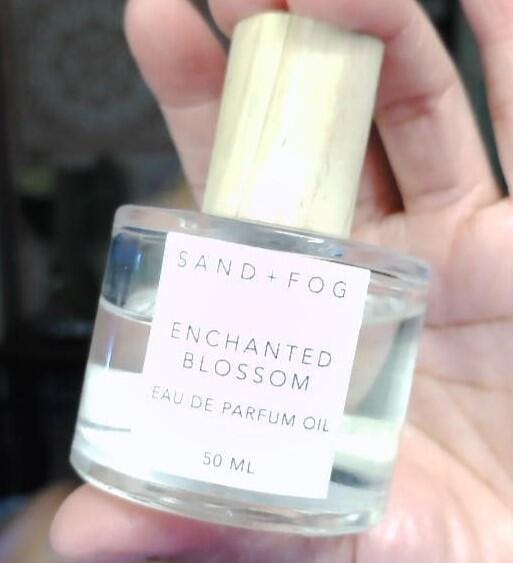 SAND + FOG
ENCHANTED
BLOSSOM
EAU DE PARFUM OIL
50 ML